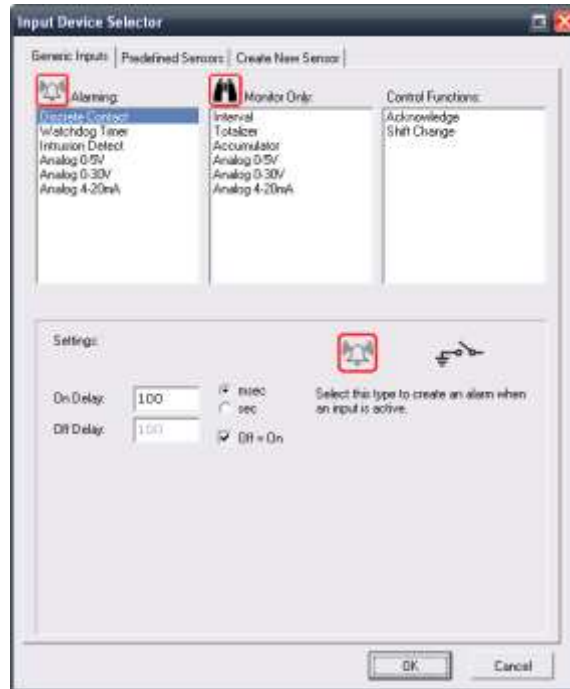 Input Device Selector
Generic Inputs
Predefined Sensors
Create New Sensor
Alarming:
Discrete Contact
Watchdog Timer
Intrusion Detect
Analog 0-5V
Analog 0-30V
Analog 4-20mA
Monitor Only:
Interval
Totalizer
Accumulator
Analog 0-5V
Analog 0-30V
Analog 4-20mA
Control Functions:
Acknowledge
Shift Change
Settings:
On Delay:
100
msec
sec
Off Delay:
100
Off = On
Select this type to create an alarm when
an input is active.
OK
Cancel